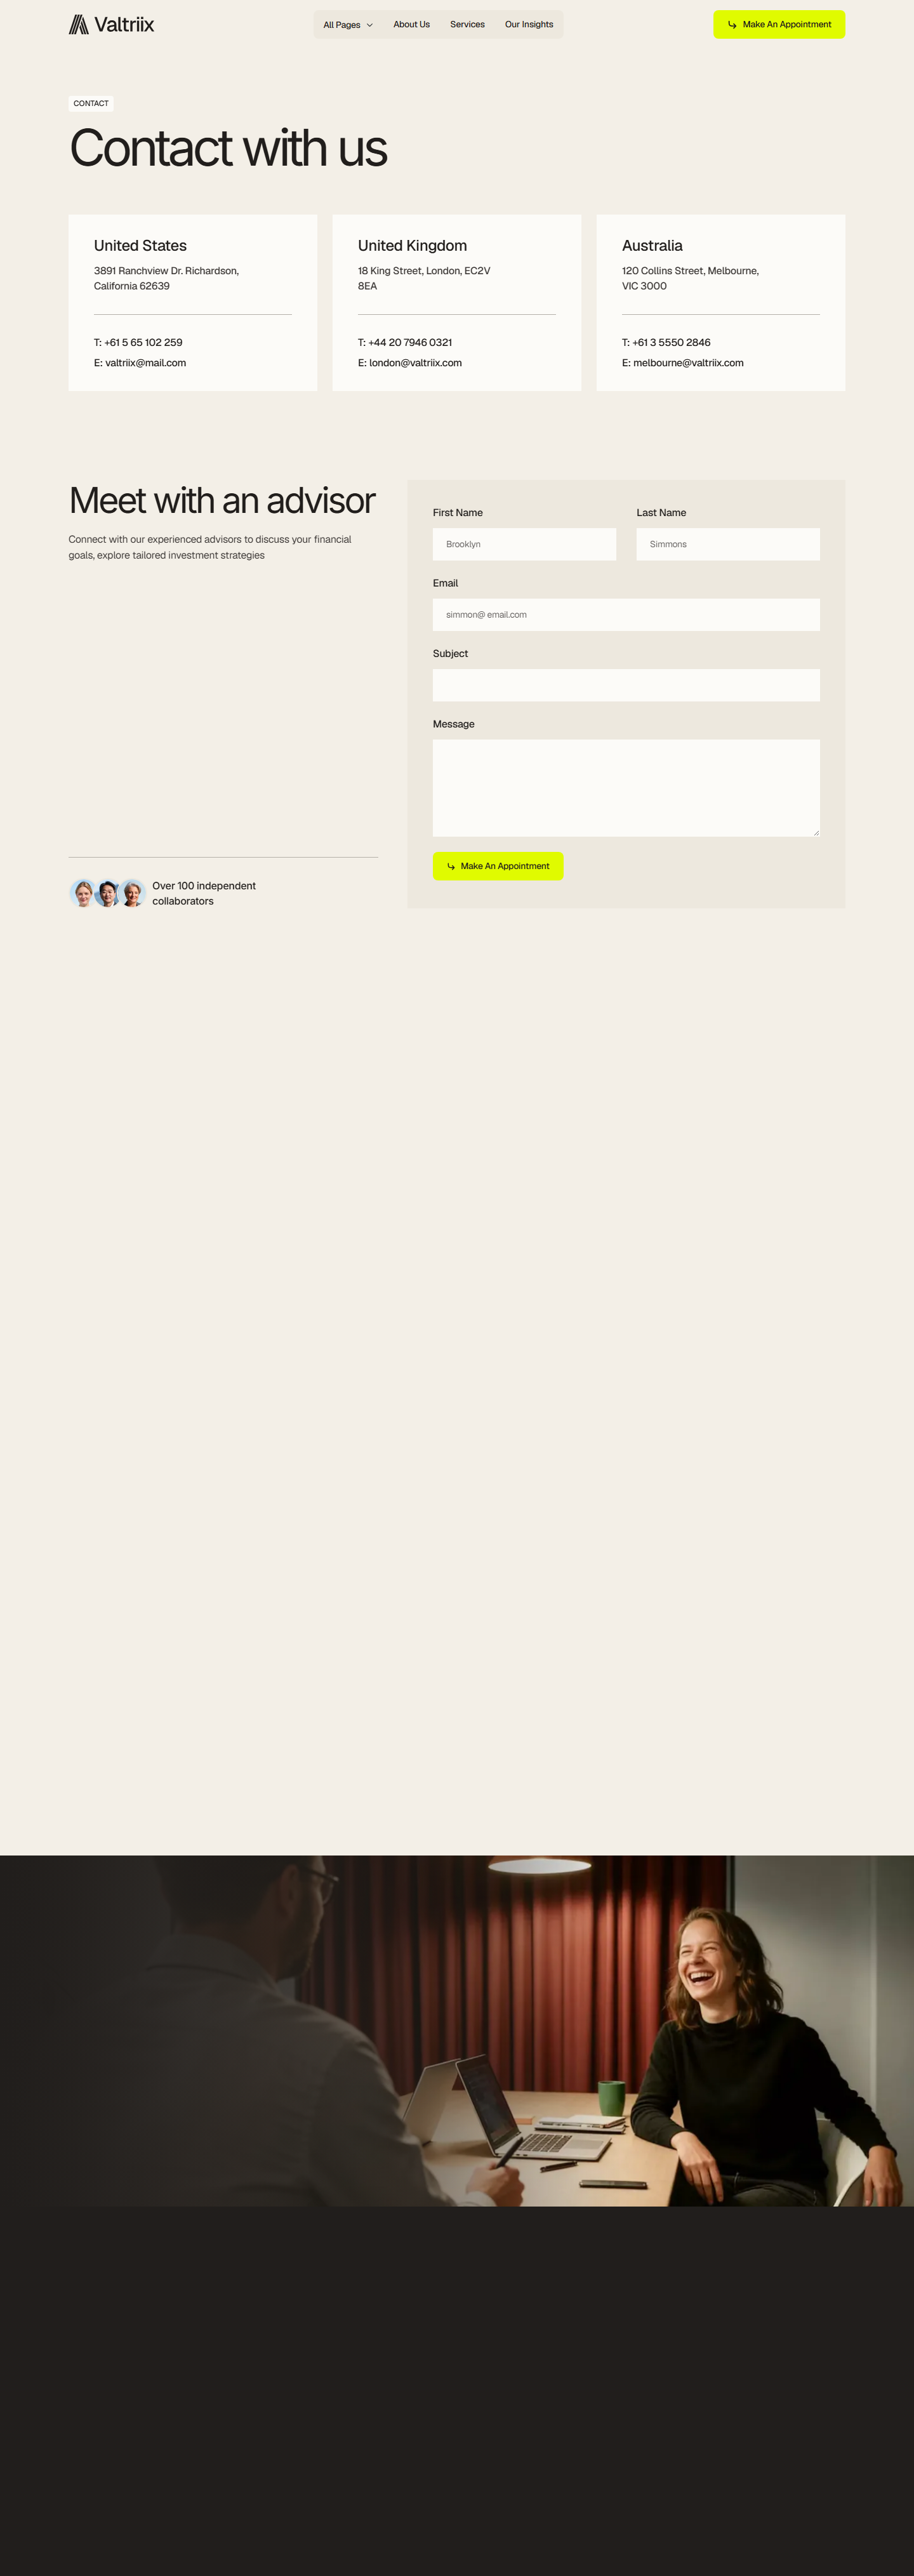 Valtriix
All Pages
About Us
Services
Our Insights
Make An Appointment
CONTACT
Contact with us
United States
3891 Ranchview Dr. Richardson,
California 62639
T: +61 5 65 102 259
E: valtriix@mail.com
United Kingdom
18 King Street, London, EC2V
8EA
T: +44 20 7946 0321
E: london@valtriix.com
Australia
120 Collins Street, Melbourne,
VIC 3000
T: +61 3 5550 2846
E: melbourne@valtriix.com
Meet with an advisor
Connect with our experienced advisors to discuss your financial
goals, explore tailored investment strategies
Over 100 independent
collaborators
First Name
Last Name
Brooklyn
Simmons
Email
simmon@ email.com
Subject
Message
Make An Appointment